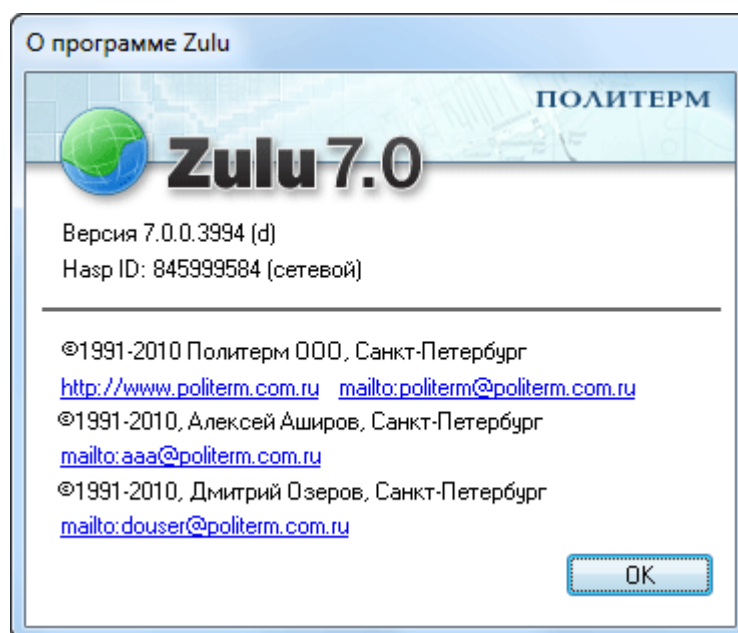 О программе Zulu
ПОЛИТЕРМ
Zulu 7.0
Версия 7.0.0.3994 (d)
Hasp ID: 845999584 (сетевой)
©1991-2010 Политерм ООО, Санкт-Петербург
http://www.politerm.com.ru mailto:politerm@politerm.com.ru
©1991-2010, Алексей Аширов, Санкт-Петербург
mailto:aaa@politerm.com.ru
©1991-2010, Дмитрий Озеров, Санкт-Петербург
mailto:douser@politerm.com.ru
OK